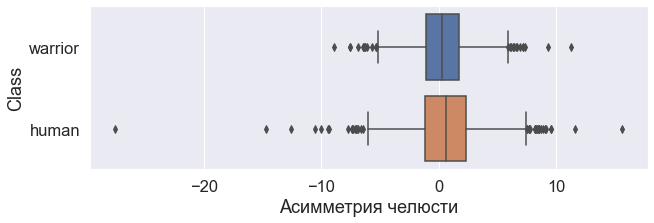 warrior
human
Class
−20
−10
0
10
Асимметрия челюсти